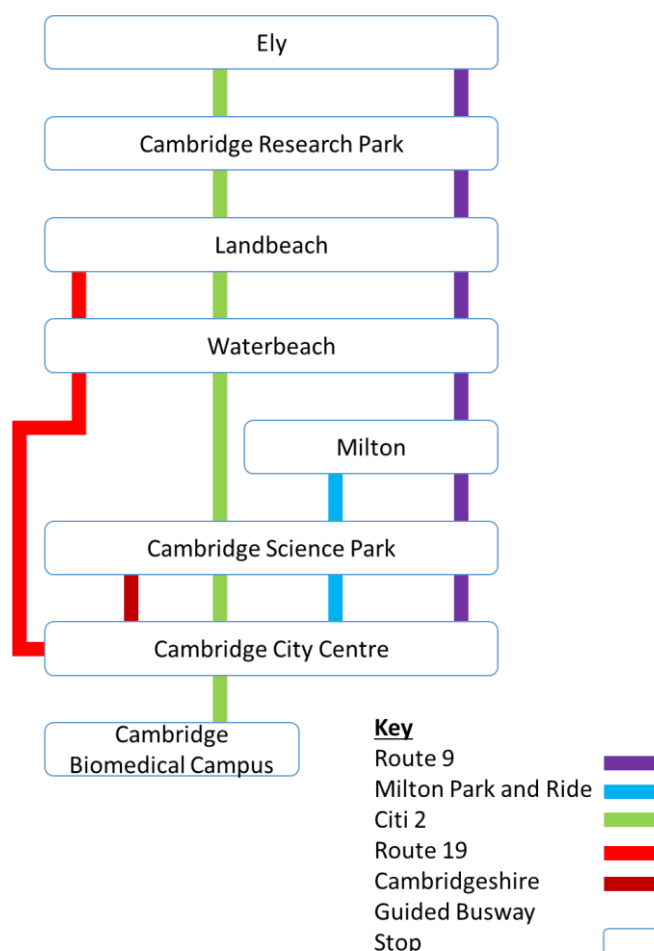 Ely
Cambridge Research Park
Landbeach
Waterbeach
Milton
Cambridge Science Park
Cambridge City Centre
Cambridge
Biomedical Campus
Key
Route 9
Milton Park and Ride
Citi 2
Route 19
Cambridgeshire
Guided Busway
Stop